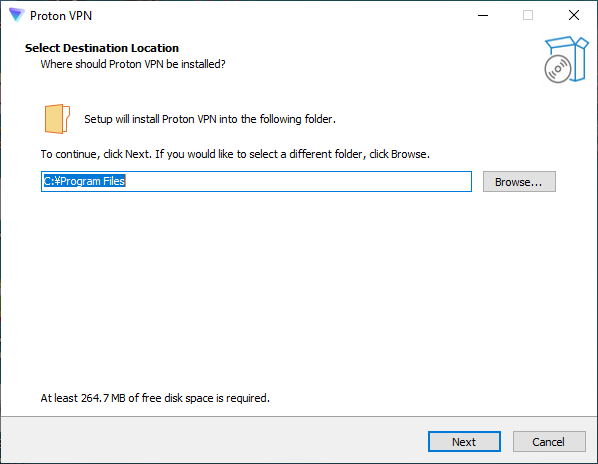 Proton VPN
Select Destination Location
Where should Proton VPN be installed?
Setup will install Proton VPN into the following folder.
To continue, click Next. If you would like to select a different folder, click Browse.
C:¥Program Files
Browse...
At least 264.7 MB of free disk space is required.
Next
Cancel